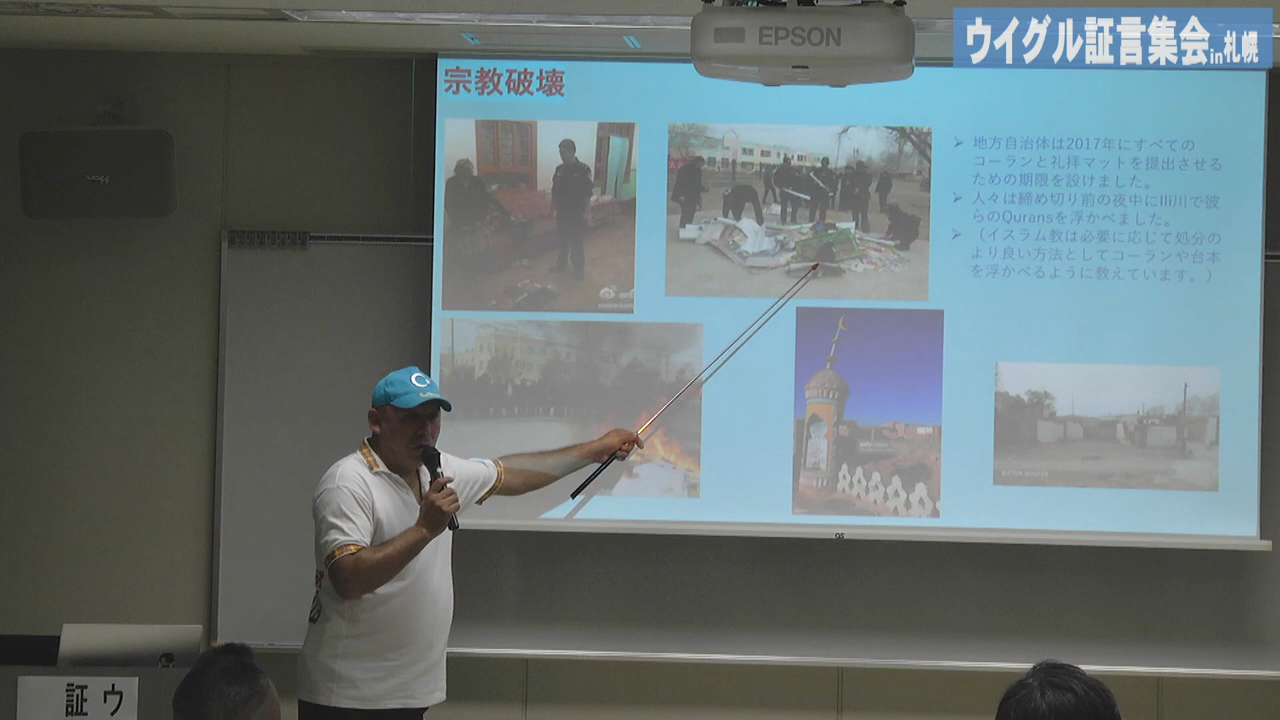 ウイグル証言集会in札幌
EPSON
宗教破壊
➢ 地方自治体は2017年にすべての
コーランと礼拝マットを提出させる
ための期限を設けました。
➢ 人々は締め切り前の夜中にIli川で彼
らのQuransを浮かべました。
➢ （イスラム教は必要に応じて処分の
より良い方法としてコーランや台本
を浮かべるように教えています。）
BITTER WINTER
95
証 ウ